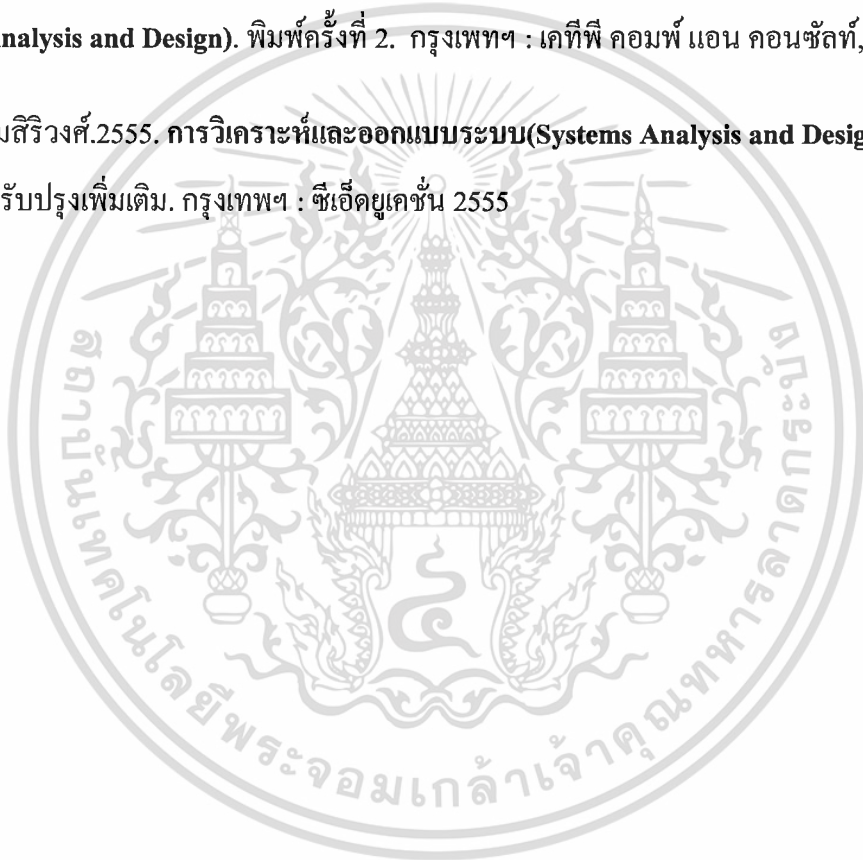 nalysis and Design). พิมพ์ครั้งที่ 2. กรุงเพทฯ : เคทีพี คอมพ์ แอน คอนซัลท์,
มสิริวงศ์.2555. การวิเคราะห์และออกแบบระบบ(Systems Analysis and Desig
รับปรุงเพิ่มเติม. กรุงเทพฯ : ซีเอ็ดยูเคชั่น 2555
สถาบันเทคโนโลยีพระจอมเกล้าเจ้าคุณทหารลาดกระบัง
๔